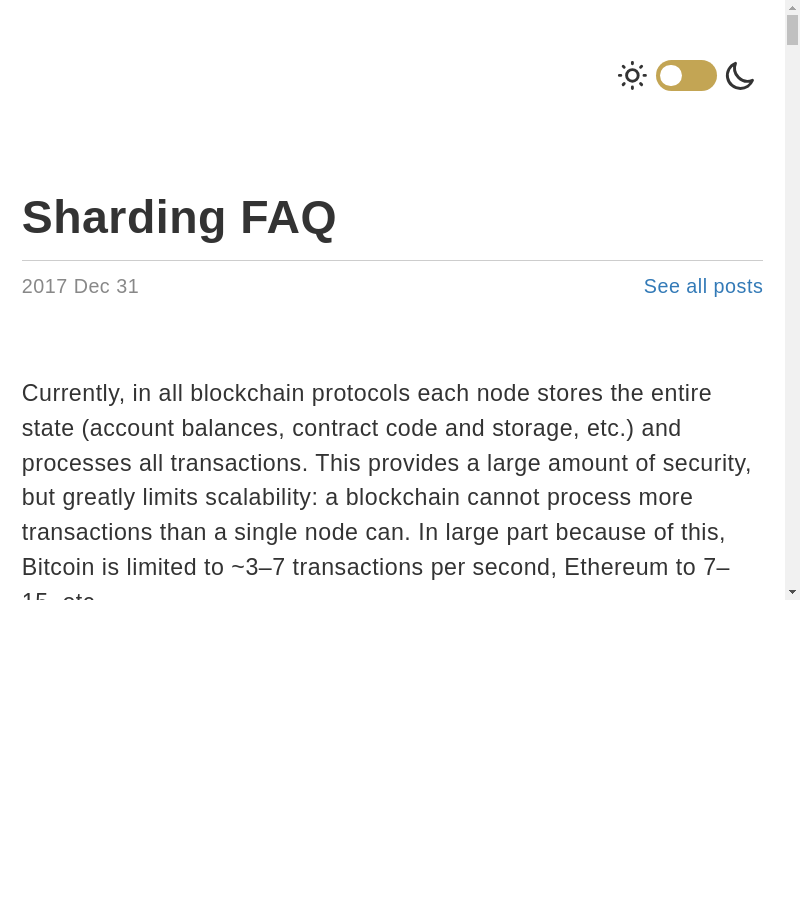 Sharding FAQ
2017 Dec 31 See all posts
Currently, in all blockchain protocols each node stores the entire
state (account balances, contract code and storage, etc.) and
processes all transactions. This provides a large amount of security,
but greatly limits scalability: a blockchain cannot process more
transactions than a single node can. In large part because of this,
Bitcoin is limited to ~3–7 transactions per second, Ethereum to 7–
15, etc